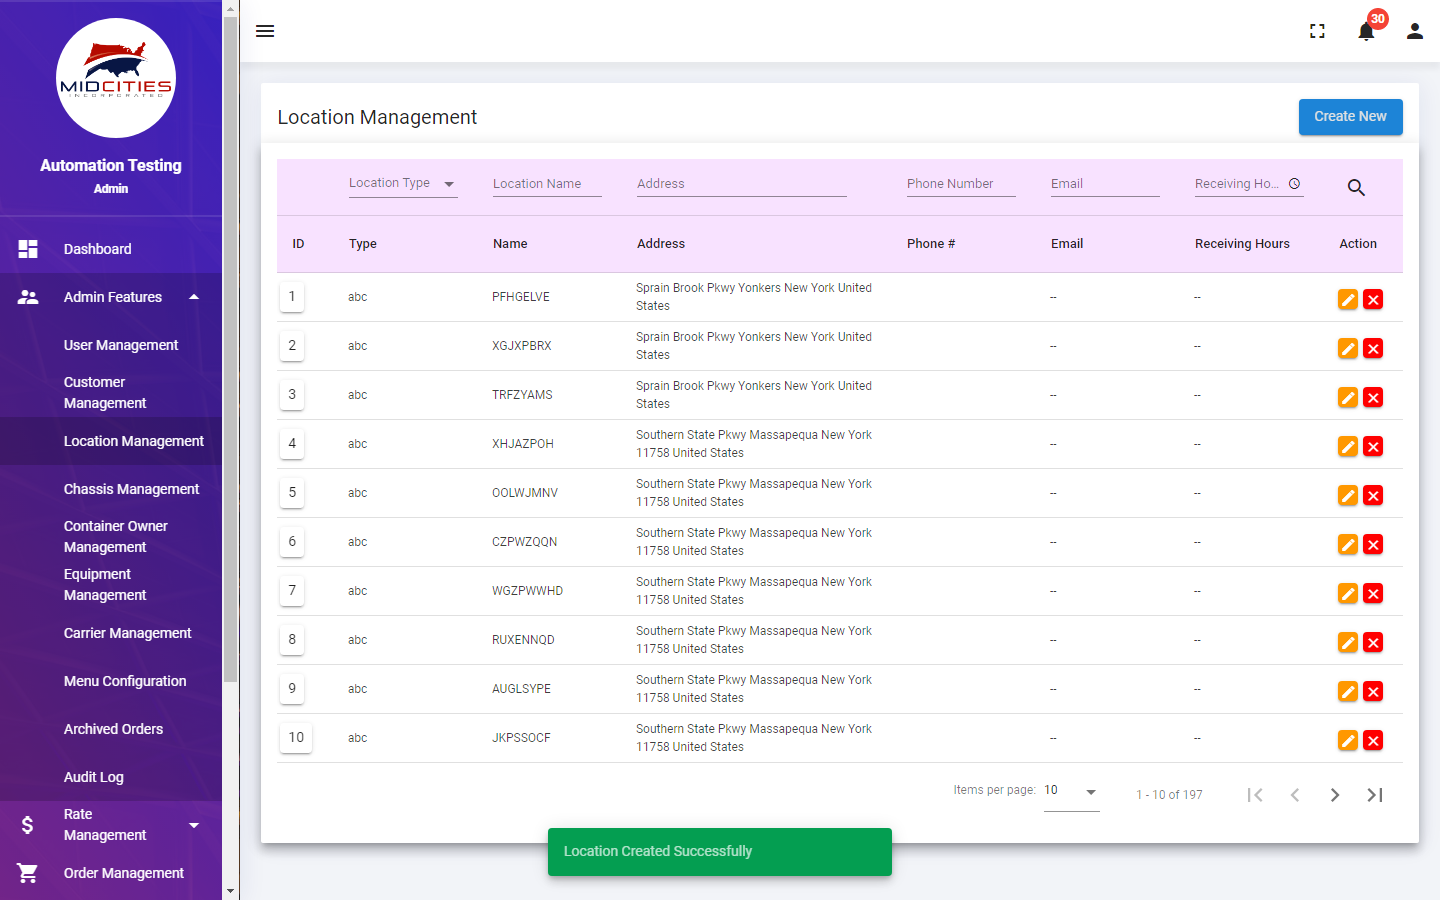 MIDCITIES
INCORPORATED
Automation Testing
Admin
Dashboard
Admin Features
User Management
Customer
Management
Location Management
Chassis Management
Container Owner
Management
Equipment
Management
Carrier Management
Menu Configuration
Archived Orders
Audit Log
Rate
Management
Order Management
30
Location Management
Create New
Location Type
Location Name
Address
Phone Number
Email
Receiving Ho...
ID Type Name Address Phone # Email Receiving Hours Action
1 abc PFHGELVE Sprain Brook Pkwy Yonkers New York United
States -- --
2 abc XGJXPBRX Sprain Brook Pkwy Yonkers New York United
States -- --
3 abc TRFZYAMS Sprain Brook Pkwy Yonkers New York United
States -- --
4 abc XHJAZPOH Southern State Pkwy Massapequa New York
11758 United States -- --
5 abc OOLWJMNV Southern State Pkwy Massapequa New York
11758 United States -- --
6 abc CZPWZQQN Southern State Pkwy Massapequa New York
11758 United States -- --
7 abc WGZPWWHD Southern State Pkwy Massapequa New York
11758 United States -- --
8 abc RUXENNQD Southern State Pkwy Massapequa New York
11758 United States -- --
9 abc AUGLSYPE Southern State Pkwy Massapequa New York
11758 United States -- --
10 abc JKPSSOCF Southern State Pkwy Massapequa New York
11758 United States -- --
Items per page: 10 1 - 10 of 197
Location Created Successfully